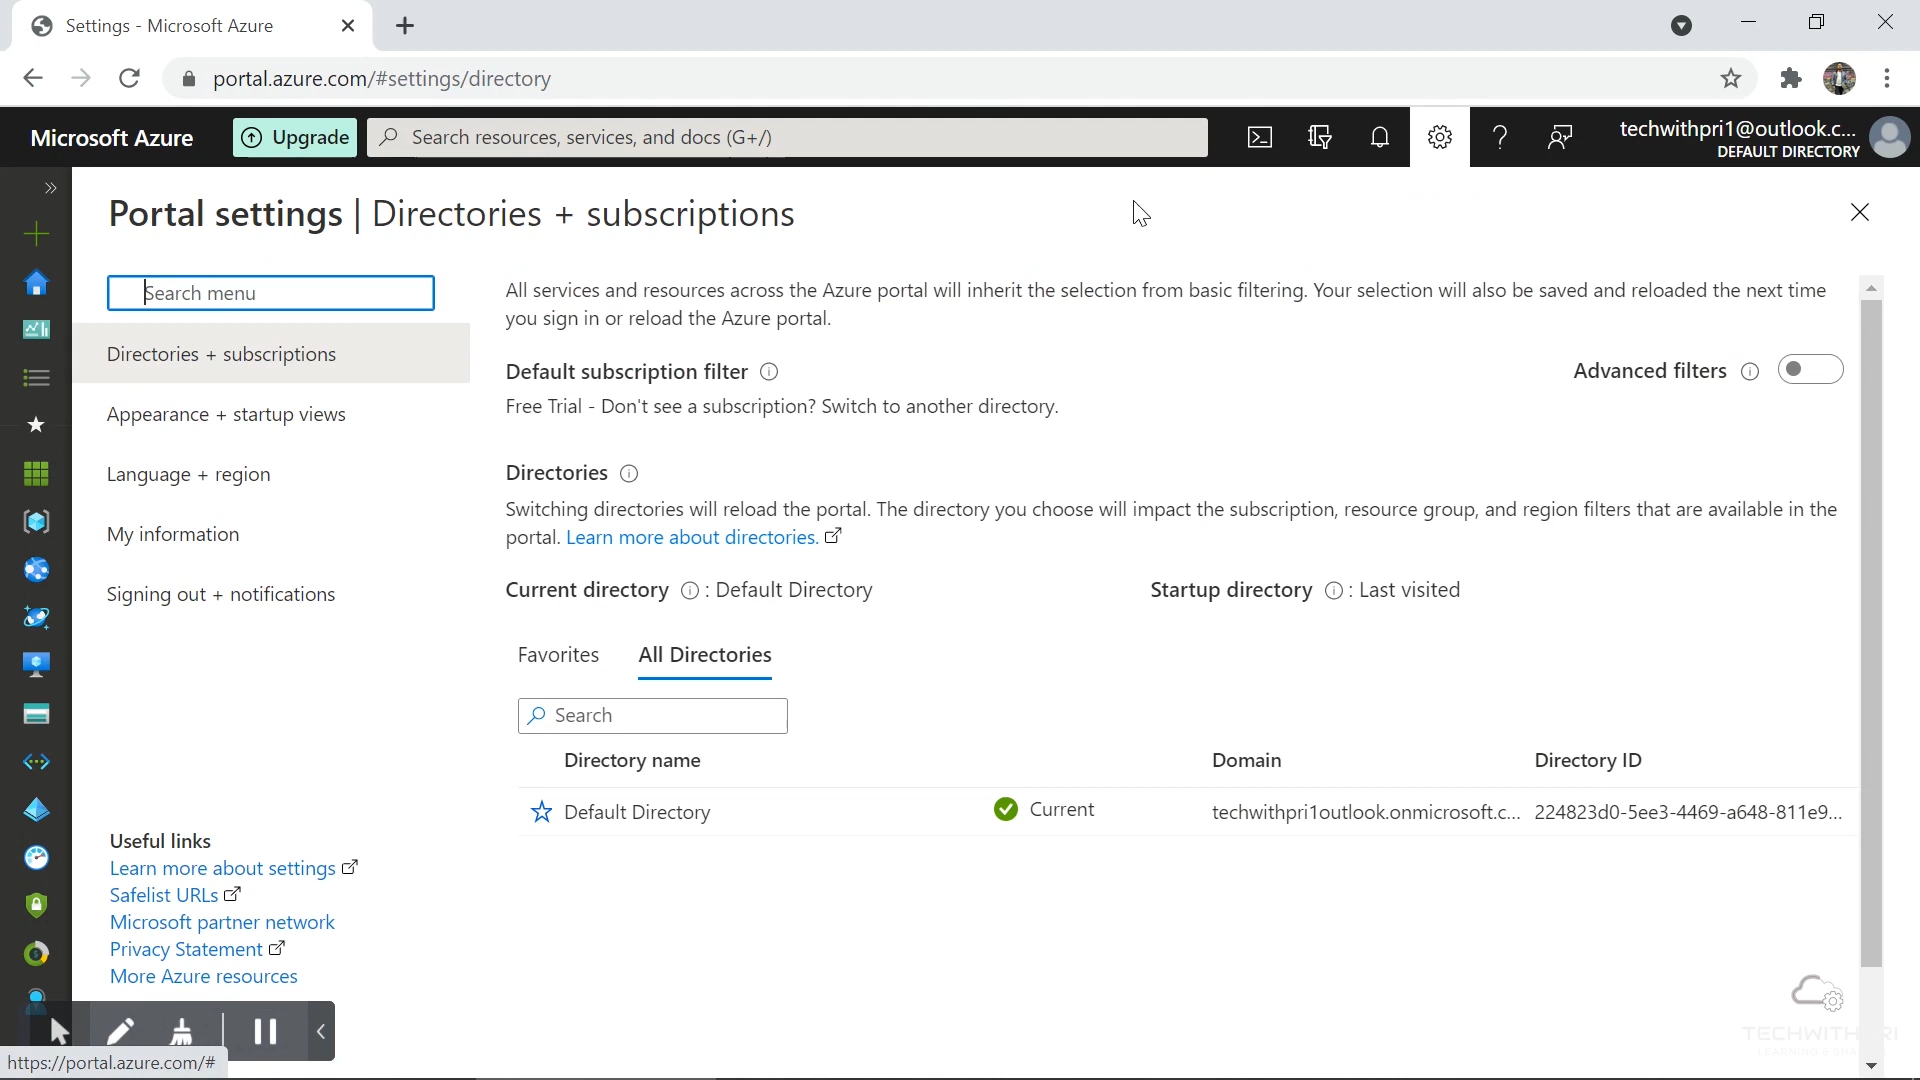 Settings - Microsoft Azure
portal.azure.com/#settings/directory
Microsoft Azure
Upgrade
Search resources, services, and docs (G+/)
techwithpri1@outlook.c...
DEFAULT DIRECTORY
Portal settings | Directories + subscriptions
Search menu
Directories + subscriptions
Appearance + startup views
Language + region
My information
Signing out + notifications
Useful links
Learn more about settings
Safelist URLs
Microsoft partner network
Privacy Statement
More Azure resources
All services and resources across the Azure portal will inherit the selection from basic filtering. Your selection will also be saved and reloaded the next time
you sign in or reload the Azure portal.
Default subscription filter
Advanced filters
Free Trial - Don't see a subscription? Switch to another directory.
Directories
Switching directories will reload the portal. The directory you choose will impact the subscription, resource group, and region filters that are available in the
portal. Learn more about directories.
Current directory : Default Directory
Startup directory : Last visited
Favorites
All Directories
Search
Directory name
Domain
Directory ID
Default Directory
Current
techwithpri1outlook.onmicrosoft.c...
224823d0-5ee3-4469-a648-811e9...
https://portal.azure.com/#